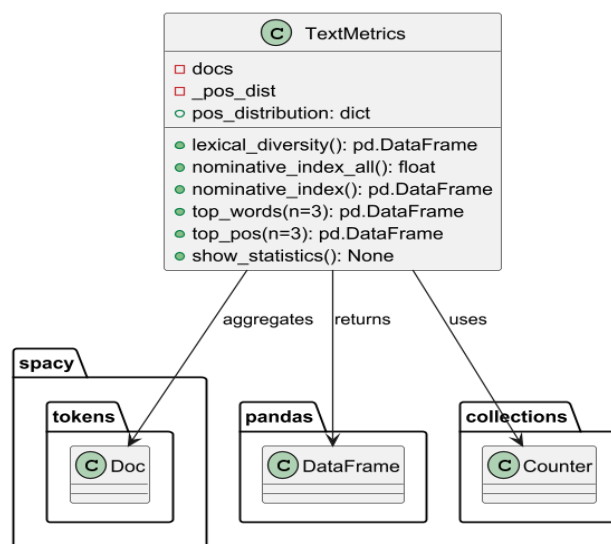 C TextMetrics
docs
_pos_dist
pos_distribution: dict
lexical_diversity(): pd.DataFrame
nominative_index_all(): float
nominative_index(): pd.DataFrame
top_words(n=3): pd.DataFrame
top_pos(n=3): pd.DataFrame
show_statistics(): None
aggregates returns uses
spacy
tokens pandas collections
C Doc C DataFrame C Counter